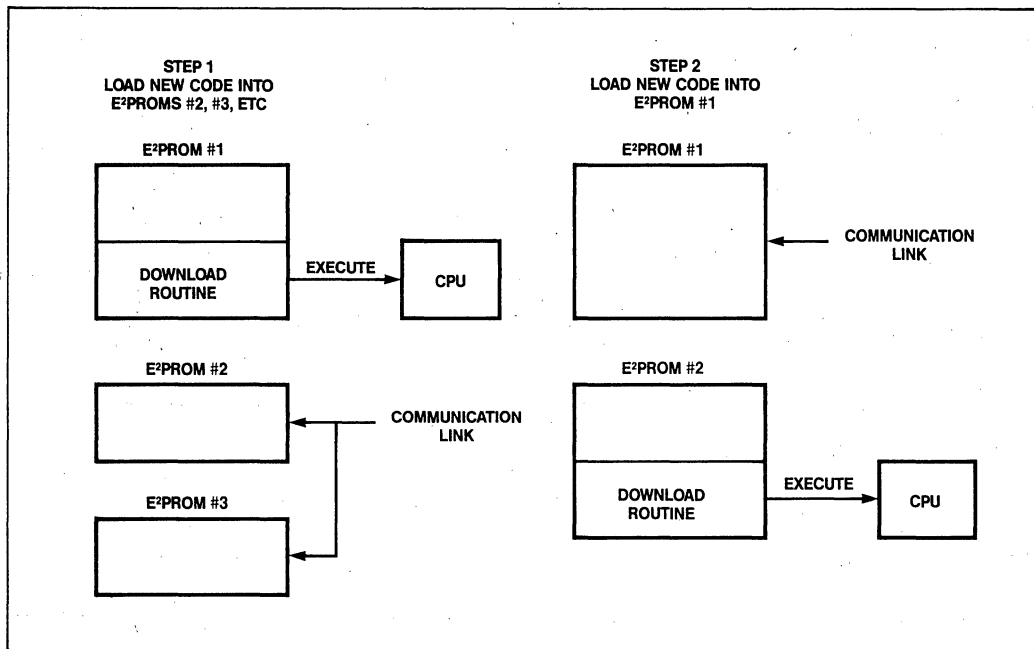 STEP 1
LOAD NEW CODE INTO
E²PROMS #2, #3, ETC
E²PROM #1
DOWNLOAD
ROUTINE
EXECUTE
CPU
E²PROM #2
COMMUNICATION
LINK
E²PROM #3
STEP 2
LOAD NEW CODE INTO
E²PROM #1
E²PROM #1
COMMUNICATION
LINK
E²PROM #2
DOWNLOAD
ROUTINE
EXECUTE
CPU